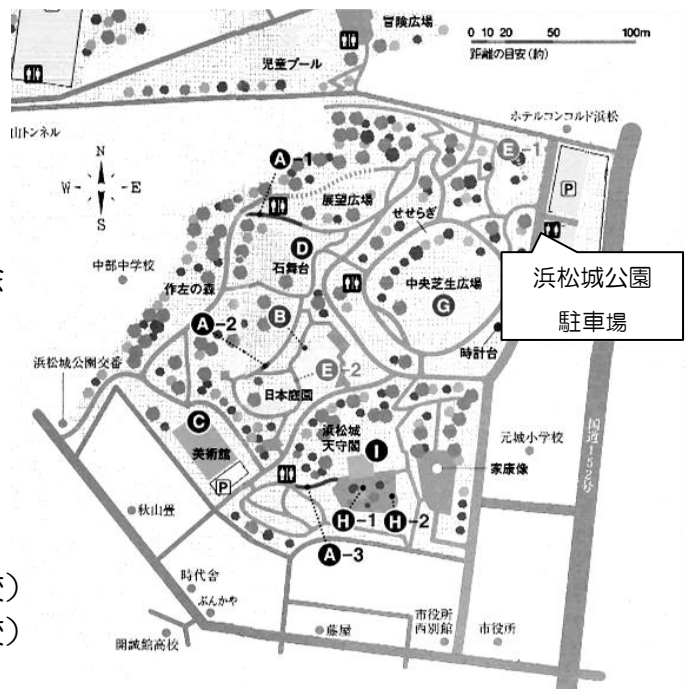 冒険広場
0 10 20 50 100m
距離の目安(約)
児童プール
山トンネル
ホテルコンコルド浜松
N
W E
S
A-1
E-1
P
展望広場
せせらぎ
D
石舞台
中部中学校
作左の森
中央芝生広場
G
浜松城公園
駐車場
A-2
B
時計台
浜松城公園交番
E-2
日本庭園
C
美術館
浜松城
天守閣
I
元城小学校
国道152号
家康像
P
秋山畳
H-1
H-2
A-3
時代舎
ぶんかや
開誠館高校
藤屋
市役所
西別館
市役所